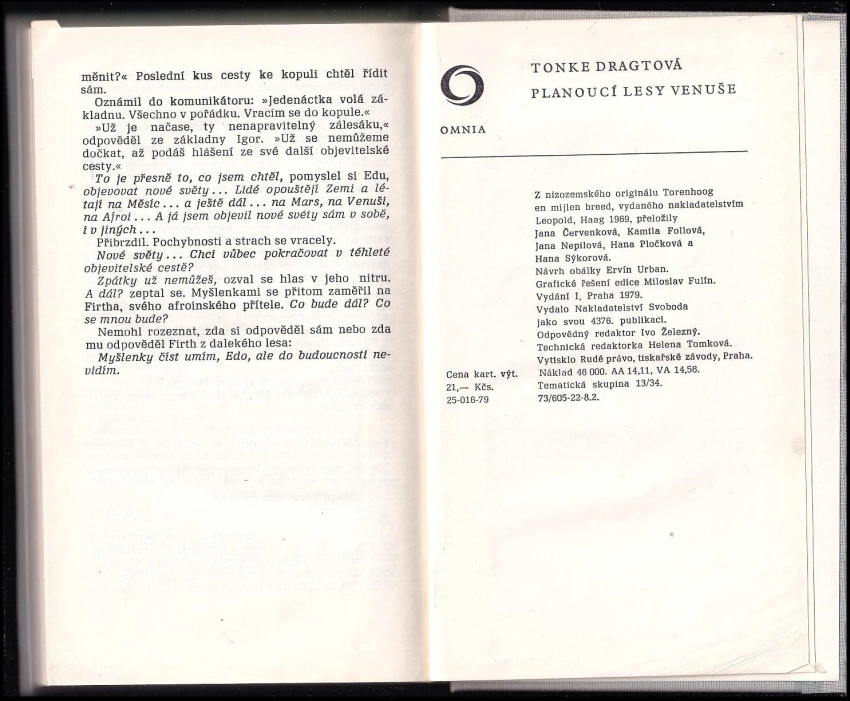 měnit?« Poslední kus cesty ke kopuli chtěl řídit
sám.
Oznámil do komunikátoru: »Jedenáctka volá zá-
kladnu. Všechno v pořádku. Vracím se do kopule.«
»Už je načase, ty nenapravitelný zálesáku,«
odpověděl ze základny Igor. »Už se nemůžeme
dočkat, až podáš hlášení ze své další objevitelské
cesty.«
To je přesně to, co jsem chtěl, pomyslel si Edu,
objevovat nové světy... Lidé opouštějí Zemi a lé-
tají na Měsíc... a ještě dál... na Mars, na Venuši,
na Afroi... A já jsem objevil nové světy sám v sobě,
i v jiných...
Přibrzdil. Pochybnosti a strach se vracely.
Nové světy... Chci vůbec pokračovat v téhleté
objevitelské cestě?
Zpátky už nemůžeš, ozval se hlas v jeho nitru.
A dál? zeptal se. Myšlenkami se přitom zaměřil na
Firtha, svého afroinského přítele. Co bude dál? Co
se mnou bude?
Nemohl rozeznat, zda si odpověděl sám nebo zda
mu odpověděl Firth z dalekého lesa:
Myšlenky číst umím, Edo, ale do budoucnosti ne-
vidím.
TONKE DRAGTOVÁ
PLANOUCÍ LESY VENUŠE
OMNIA
Z nizozemského originálu Torenhoog
en mijlen breed, vydaného nakladatelstvím
Leopold, Haag 1969, přeložily
Jana Červenková, Kamila Follová,
Jana Nepilová, Hana Pločková a
Hana Sýkorová.
Návrh obálky Ervín Urban.
Grafické řešení edice Miloslav Fulín.
Vydání I, Praha 1979.
Vydalo Nakladatelství Svoboda
jako svou 4376. publikaci.
Odpovědný redaktor Ivo Železný.
Technická redaktorka Helena Tomková.
Vytisklo Rudé právo, tiskařské závody, Praha.
Cena kart. výt. Náklad 46 000. AA 14,11, VA 14,56.
21,— Kčs. Tematická skupina 13/34.
25-016-79 73/605-22-8.2.